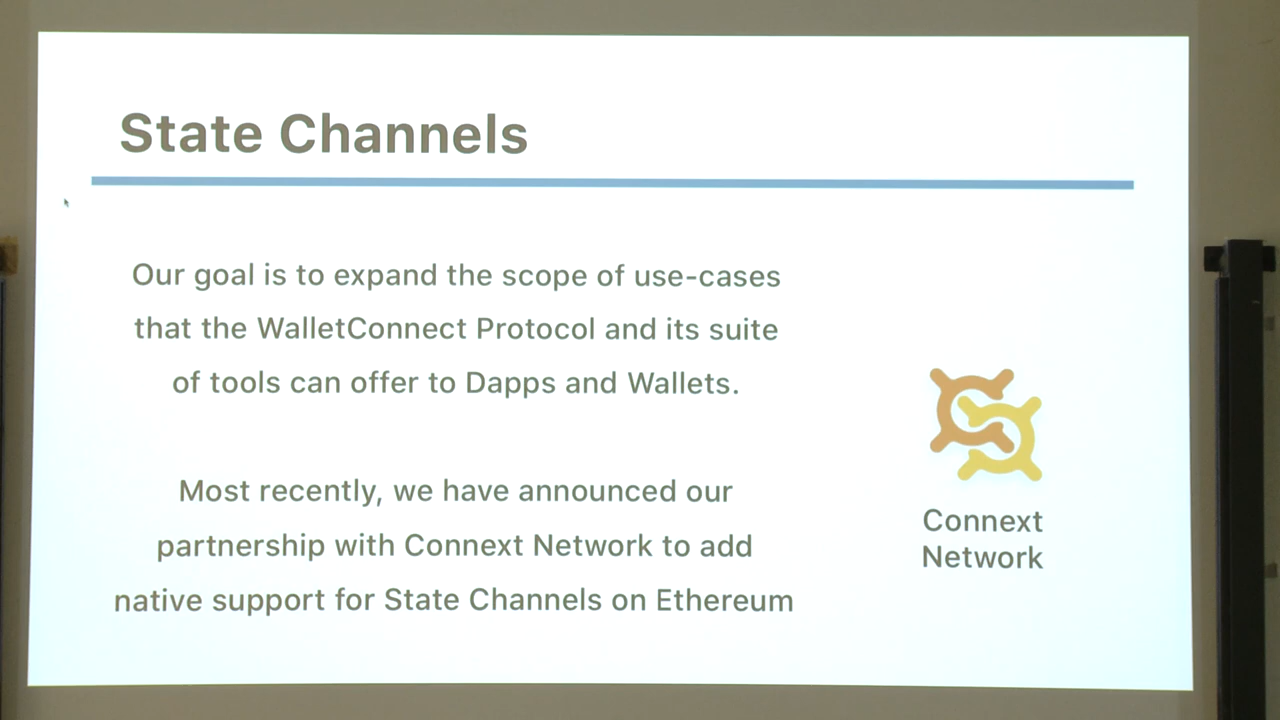 State Channels
Our goal is to expand the scope of use-cases
that the WalletConnect Protocol and its suite
of tools can offer to Dapps and Wallets.
Most recently, we have announced our
partnership with Connext Network to add
native support for State Channels on Ethereum
Connext
Network